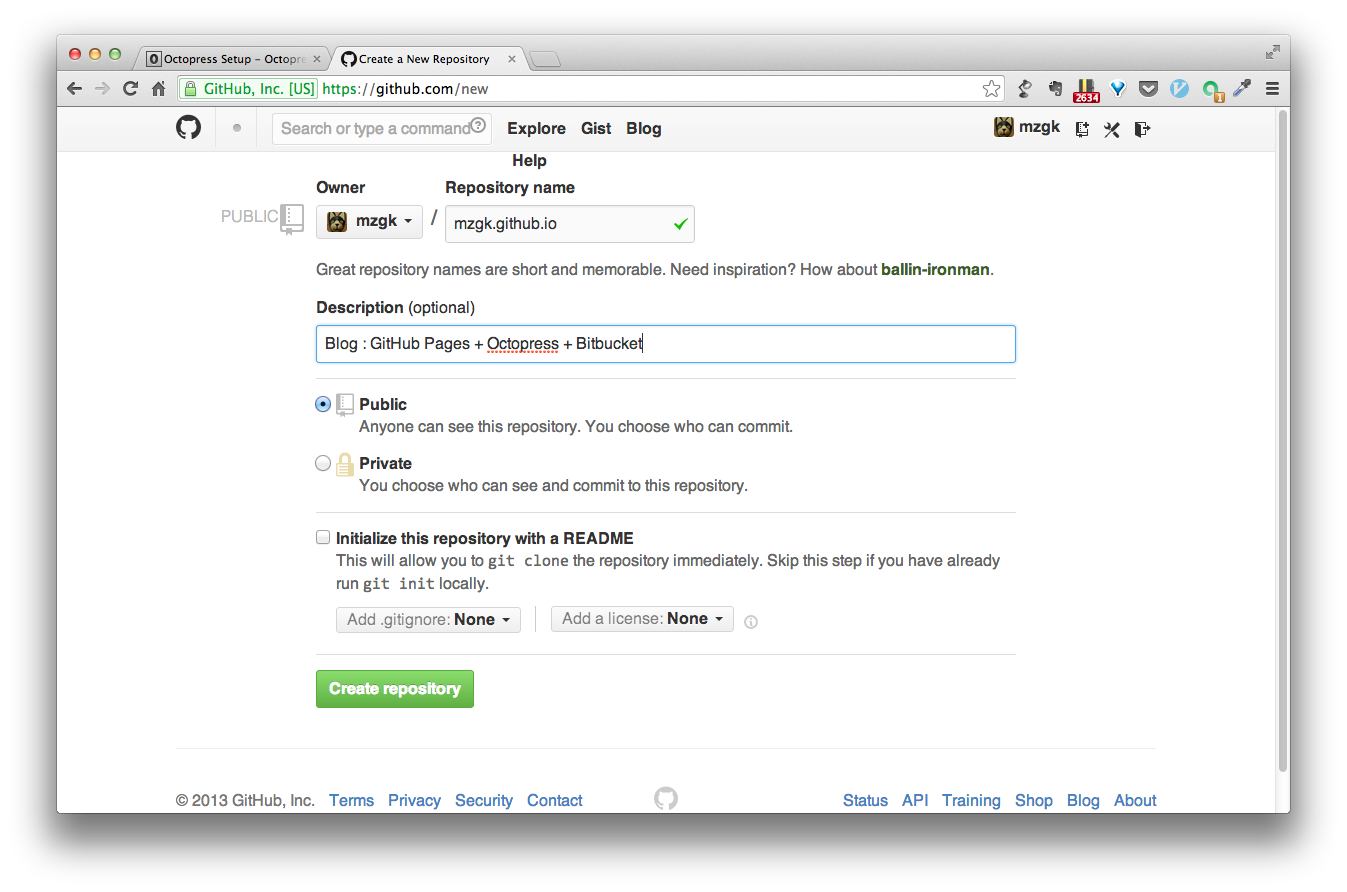 Octopress Setup – Octopre
Create a New Repository
GitHub, Inc. [US] https://github.com/new
2634
1
Search or type a command
Explore Gist Blog
mzgk
Help
Owner Repository name
PUBLIC mzgk / mzgk.github.io
Great repository names are short and memorable. Need inspiration? How about ballin-ironman.
Description (optional)
Blog : GitHub Pages + Octopress + Bitbucket
Public
Anyone can see this repository. You choose who can commit.
Private
You choose who can see and commit to this repository.
Initialize this repository with a README
This will allow you to git clone the repository immediately. Skip this step if you have already
run git init locally.
Add .gitignore: None Add a license: None
Create repository
© 2013 GitHub, Inc. Terms Privacy Security Contact Status API Training Shop Blog About